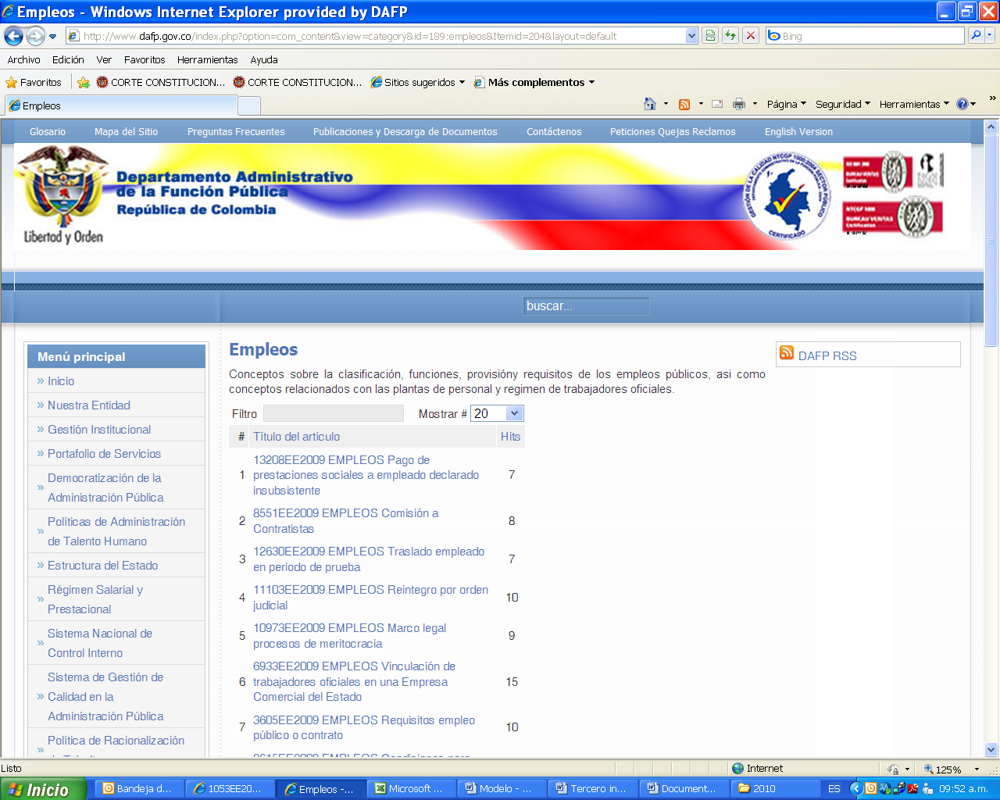 Empleos - Windows Internet Explorer provided by DAFP
http://www.dafp.gov.co/index.php?option=com_content&view=category&id=189:empleos&Itemid=204&layout=default
Bing
Archivo Edición Ver Favoritos Herramientas Ayuda
Favoritos CORTE CONSTITUCION... CORTE CONSTITUCION... Sitios sugeridos Más complementos
Empleos
Página Seguridad Herramientas
Glosario Mapa del Sitio Preguntas Frecuentes Publicaciones y Descarga de Documentos Contáctenos Peticiones Quejas Reclamos English Version
Departamento Administrativo
de la Función Pública
República de Colombia
Libertad y Orden
CERTIFICADO
BUREAU VERITAS
BUREAU VERITAS
buscar...
Menú principal
» Inicio
» Nuestra Entidad
» Gestión Institucional
» Portafolio de Servicios
» Democratización de la
Administración Pública
» Políticas de Administración
de Talento Humano
» Estructura del Estado
» Régimen Salarial y
Prestacional
» Sistema Nacional de
Control Interno
» Sistema de Gestión de
Calidad en la
Administración Pública
» Política de Racionalización
Empleos
Conceptos sobre la clasificación, funciones, provisióny requisitos de los empleos públicos, asi como
conceptos relacionados con las plantas de personal y regimen de trabajadores oficiales.
Filtro Mostrar # 20
# Título del artículo Hits
1 13208EE2009 EMPLEOS Pago de
prestaciones sociales a empleado declarado
insubsistente 7
2 8551EE2009 EMPLEOS Comisión a
Contratistas 8
3 12630EE2009 EMPLEOS Traslado empleado
en periodo de prueba 7
4 11103EE2009 EMPLEOS Reintegro por orden
judicial 10
5 10973EE2009 EMPLEOS Marco legal
procesos de meritocracia 9
6 6933EE2009 EMPLEOS Vinculación de
trabajadores oficiales en una Empresa
Comercial del Estado 15
7 3605EE2009 EMPLEOS Requisitos empleo
público o contrato 10
DAFP RSS
Listo Internet 125%
Inicio Bandeja d... 1053EE20... Empleos -... Microsoft ... Modelo - ... Tercero in... Document... 2010 ES 09:52 a.m.